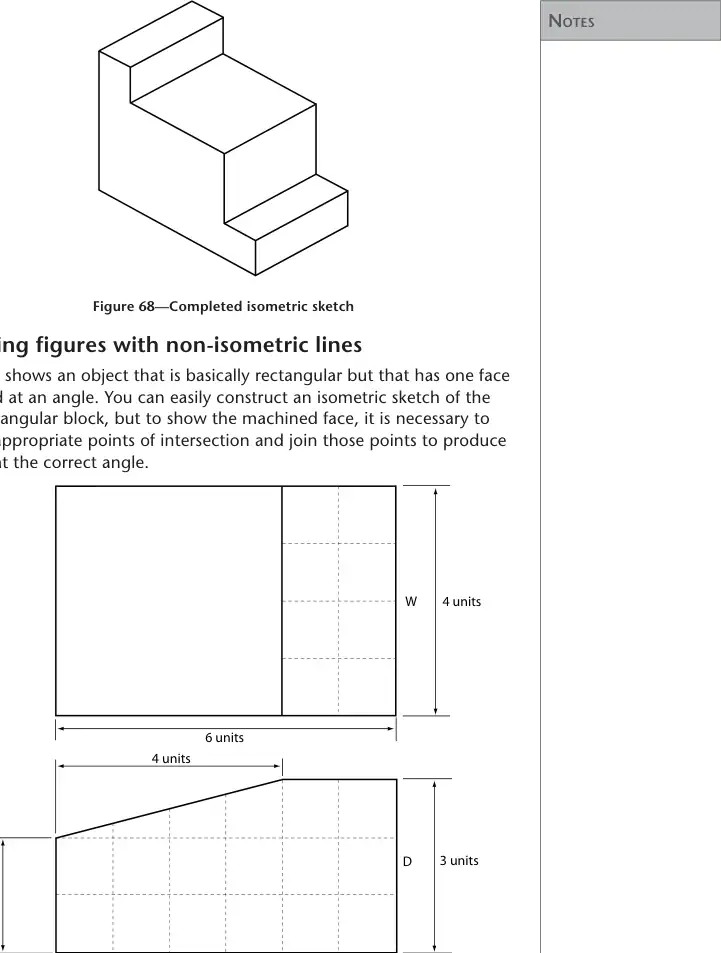 NOTES
Figure 68—Completed isometric sketch
ing figures with non-isometric lines
shows an object that is basically rectangular but that has one face
d at an angle. You can easily construct an isometric sketch of the
angular block, but to show the machined face, it is necessary to
appropriate points of intersection and join those points to produce
at the correct angle.
W
4 units
6 units
4 units
D
3 units